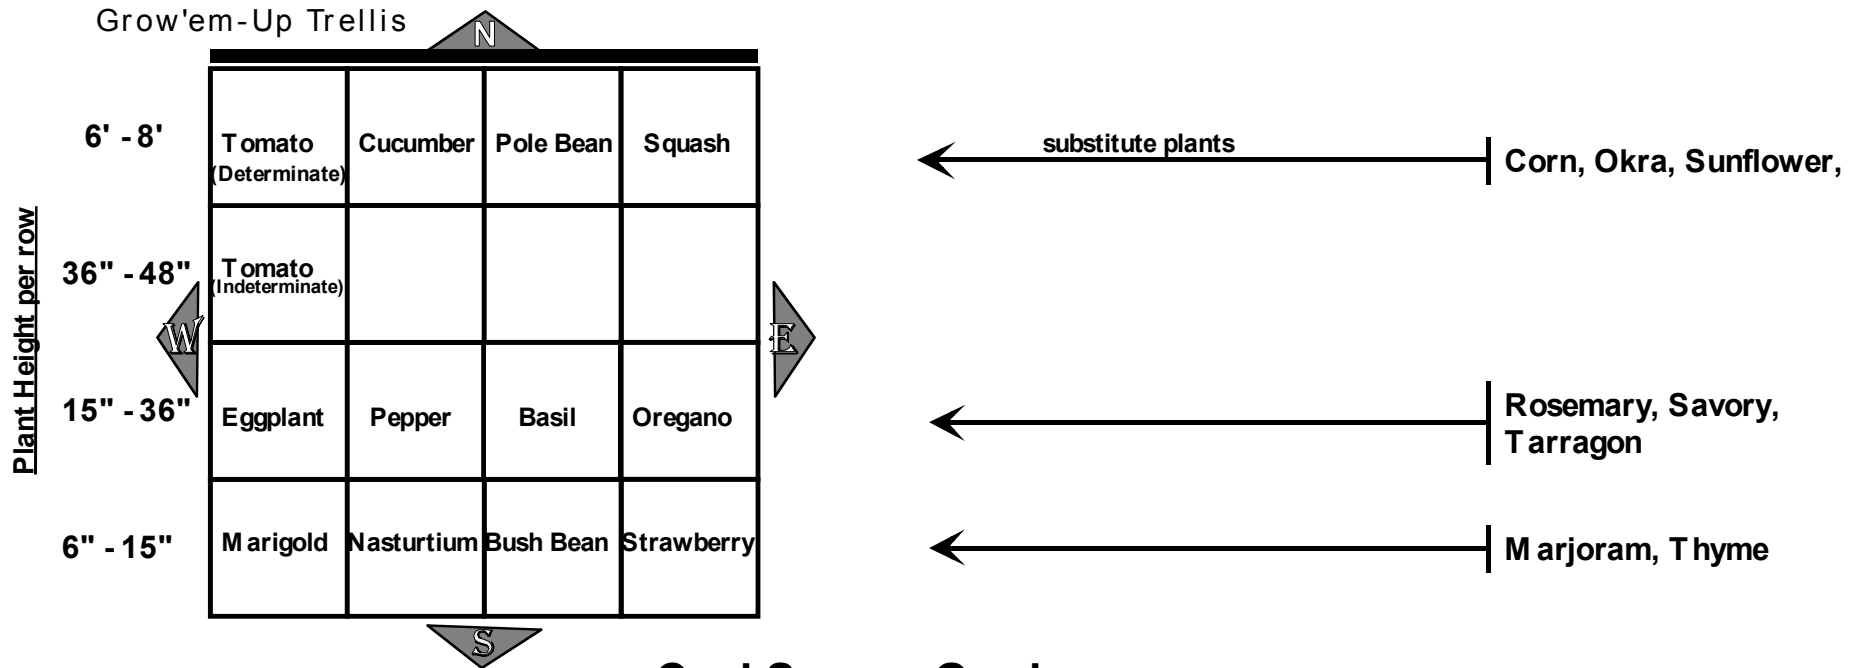 Grow'em-Up Trellis
N
6' - 8'
Tomato
(Determinate)
Cucumber
Pole Bean
Squash
substitute plants
Corn, Okra, Sunflower,
Plant Height per row
36" - 48"
Tomato
(Indeterminate)
W
E
15" - 36"
Eggplant
Pepper
Basil
Oregano
Rosemary, Savory,
Tarragon
6" - 15"
Marigold
Nasturtium
Bush Bean
Strawberry
Marjoram, Thyme
S